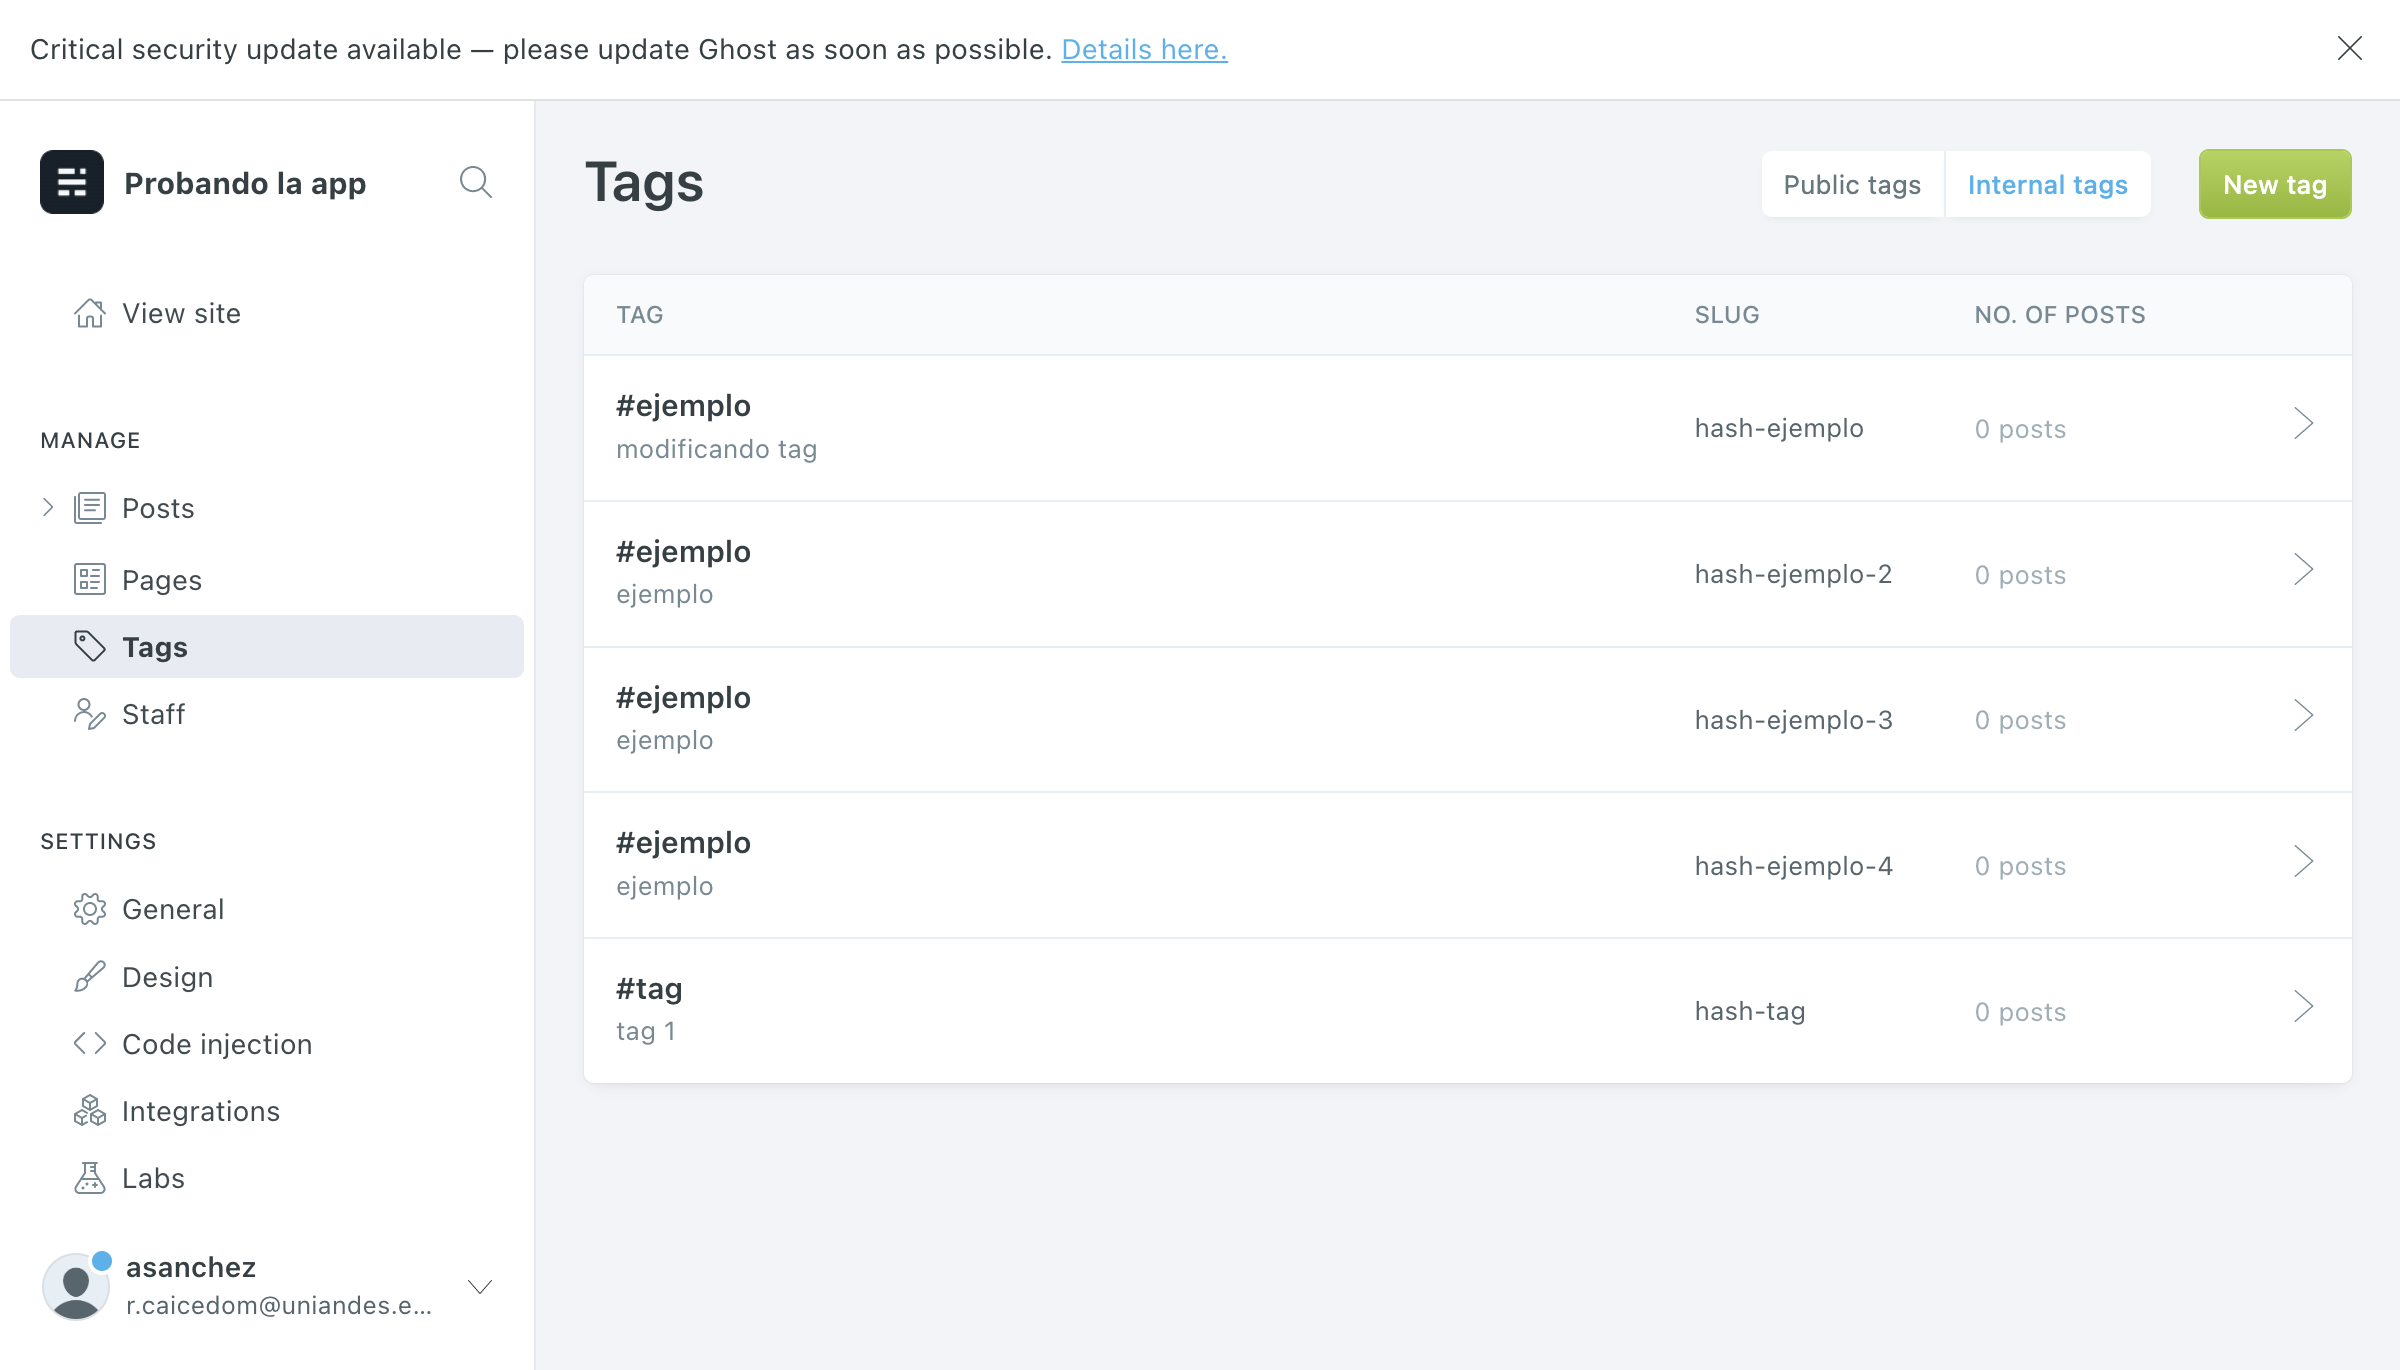 Critical security update available — please update Ghost as soon as possible. Details here.
Probando la app
View site
MANAGE
Posts
Pages
Tags
Staff
SETTINGS
General
Design
Code injection
Integrations
Labs
asanchez
r.caicedom@uniandes.e...
Tags
Public tags
Internal tags
New tag
TAG SLUG NO. OF POSTS
#ejemplo
modificando tag
hash-ejemplo
0 posts
#ejemplo
ejemplo
hash-ejemplo-2
0 posts
#ejemplo
ejemplo
hash-ejemplo-3
0 posts
#ejemplo
ejemplo
hash-ejemplo-4
0 posts
#tag
tag 1
hash-tag
0 posts